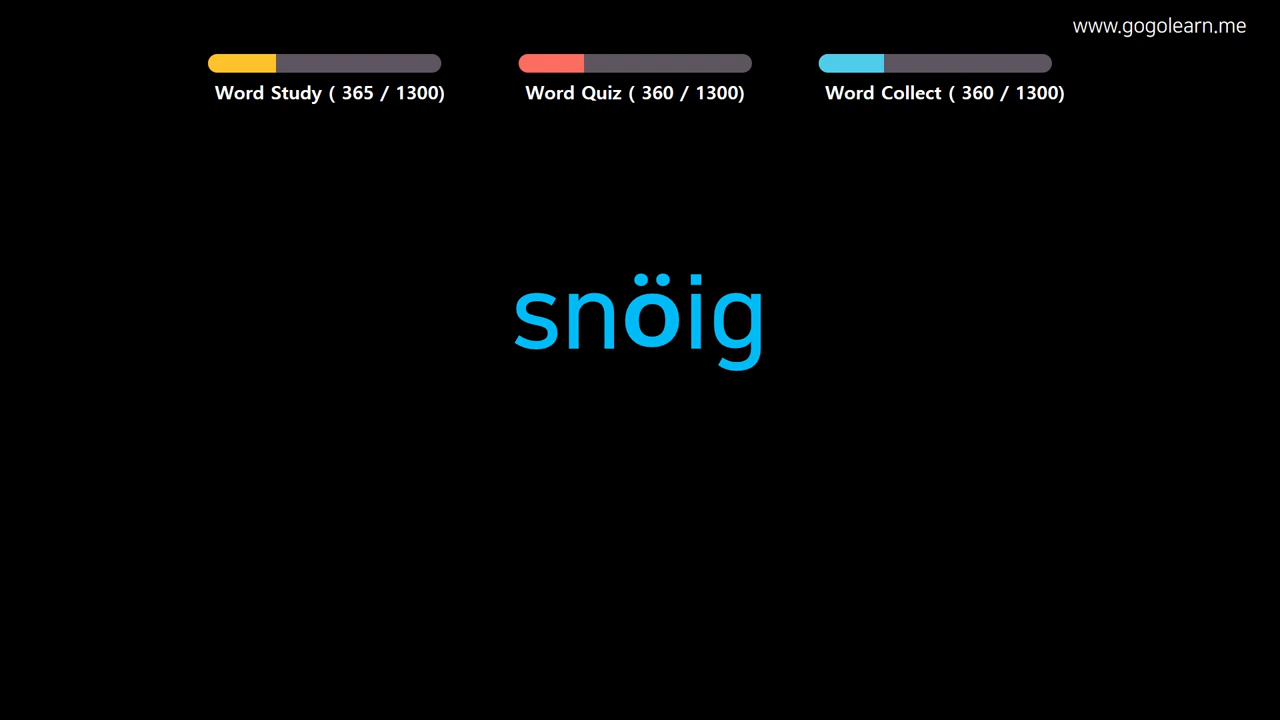 www.gogolearn.me
Word Study ( 365 / 1300)
Word Quiz ( 360 / 1300)
Word Collect ( 360 / 1300)
snöig